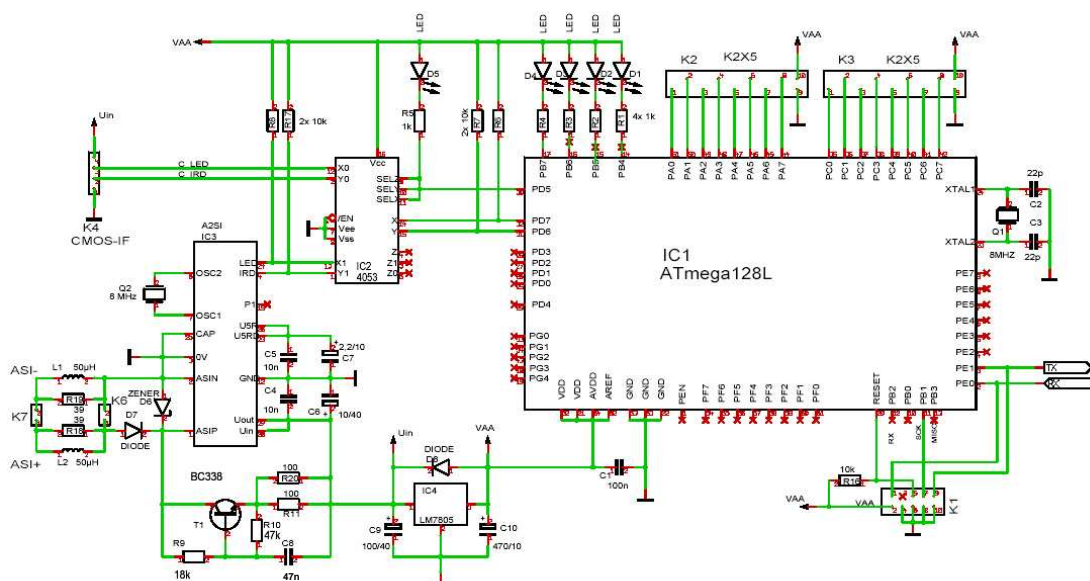 LED LED LED LED LED
VAA
D5 D4 D3 D2 D1
R8 R17 2x 10k
R5 1k
2x 10k R7 R6
R4 R3 R2 R1 4x 1k
PB7 PB6 PB5 PB4
VAA
K2 K2X5
VAA
K3 K2X5
PA0 PA1 PA2 PA3 PA4 PA5 PA6 PA7
PC0 PC1 PC2 PC3 PC4 PC5 PC6 PC7
Uin
C_LED
C_IRD
K4
CMOS-IF
Vcc
X0
Y0
SELZ
SELY
SELX
/EN
Vee
Vss
X
Y
X1
Y1
Z
Z1
Z0
IC2
4053
PD5
PD7
PD6
PD3
PD2
PD1
PD0
PD4
PG0
PG1
PG2
PG3
PG4
IC1
ATmega128L
XTAL1
XTAL2
22p
C2
C3
22p
Q1
8MHZ
PE7
PE6
PE5
PE4
PE3
PE2
PE1
PE0
TX
RX
VDD VDD AVDD AREF GND GND GND PEN PF7 PF6 PF5 PF4 PF3 PF2 PF1 PF0 RESET PB2 PB0 PB1 PB3
RX SCK MISO
A2SI
IC3
OSC2
OSC1
CAP
0V
ASIN
ASIP
LED
IRD
P1
U5R
U5RD
GND
Uout
Uin
Q2
8 MHz
C5
10n
2,2/10
C7
C4
10n
C6
10/40
ASI-
L1 50µH
R19
39
K7
K6
39
R18
ASI+
L2 50µH
D7
DIODE
ZENER
D6
BC338
T1
R9
18k
100
R20
100
R11
R10
47k
C8
47n
Uin
VAA
DIODE
D8
IC4
LM7805
C9
100/40
C10
470/10
C1
100n
10k
R16
VAA
VAA
K1